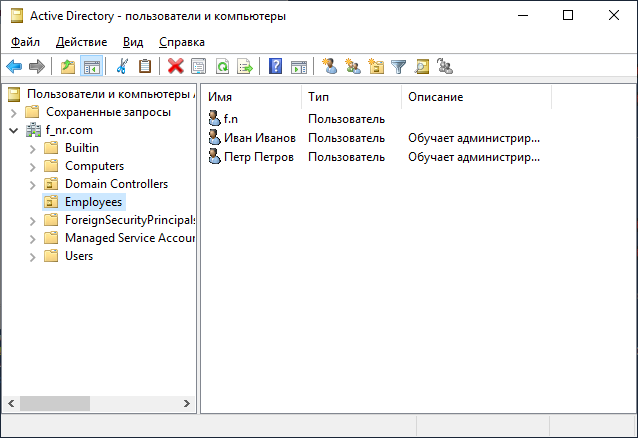 Active Directory - пользователи и компьютеры
Файл Действие Вид Справка
Пользователи и компьютеры
Сохраненные запросы
f_nr.com
Builtin
Computers
Domain Controllers
Employees
ForeignSecurityPrincipals
Managed Service Accou
Users
Имя Тип Описание
f.n Пользователь
Иван Иванов Пользователь Обучает администрир...
Петр Петров Пользователь Обучает администрир...